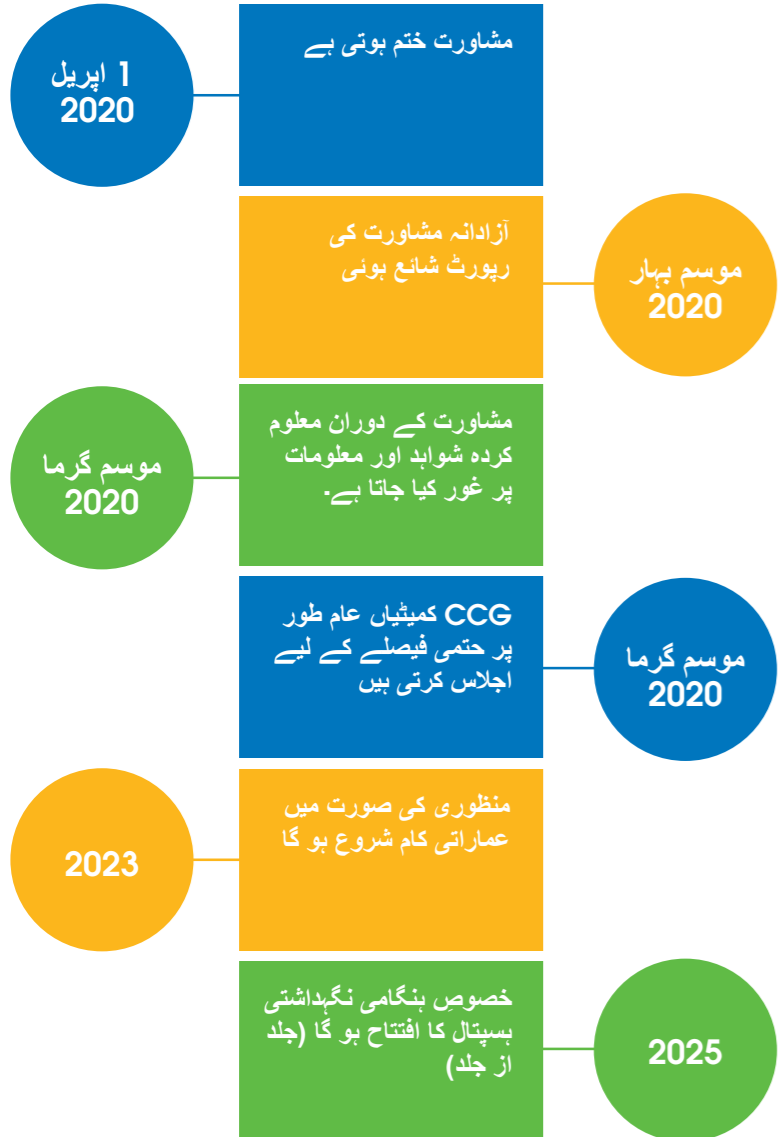 1 اپریل
2020
مشاورت ختم ہوتی ہے
موسم بہار
2020
آزادانہ مشاورت کی
رپورٹ شائع ہوئی
موسم گرما
2020
مشاورت کے دوران معلوم
کردہ شواہد اور معلومات
پر غور کیا جاتا ہے۔
موسم گرما
2020
CCG کمیٹیاں عام طور
پر حتمی فیصلے کے لیے
اجلاس کرتی ہیں
2023
منظوری کی صورت میں
عماراتی کام شروع ہو گا
2025
خصوصِ ہنگامی نگہداشتی
ہسپتال کا افتتاح ہو گا (جلد
از جلد)